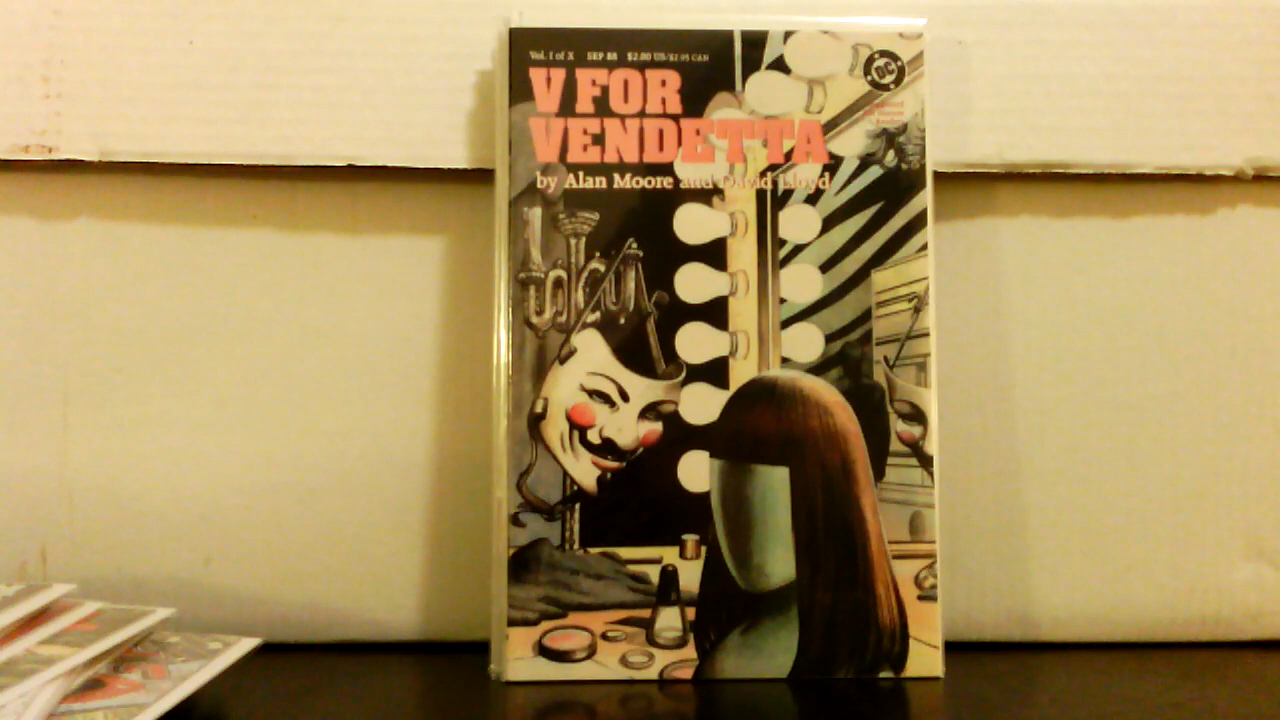 Vol. I of X SEP 88 $2.00 US/$2.95 CAN
DC
V FOR
VENDETTA
by Alan Moore and David Lloyd